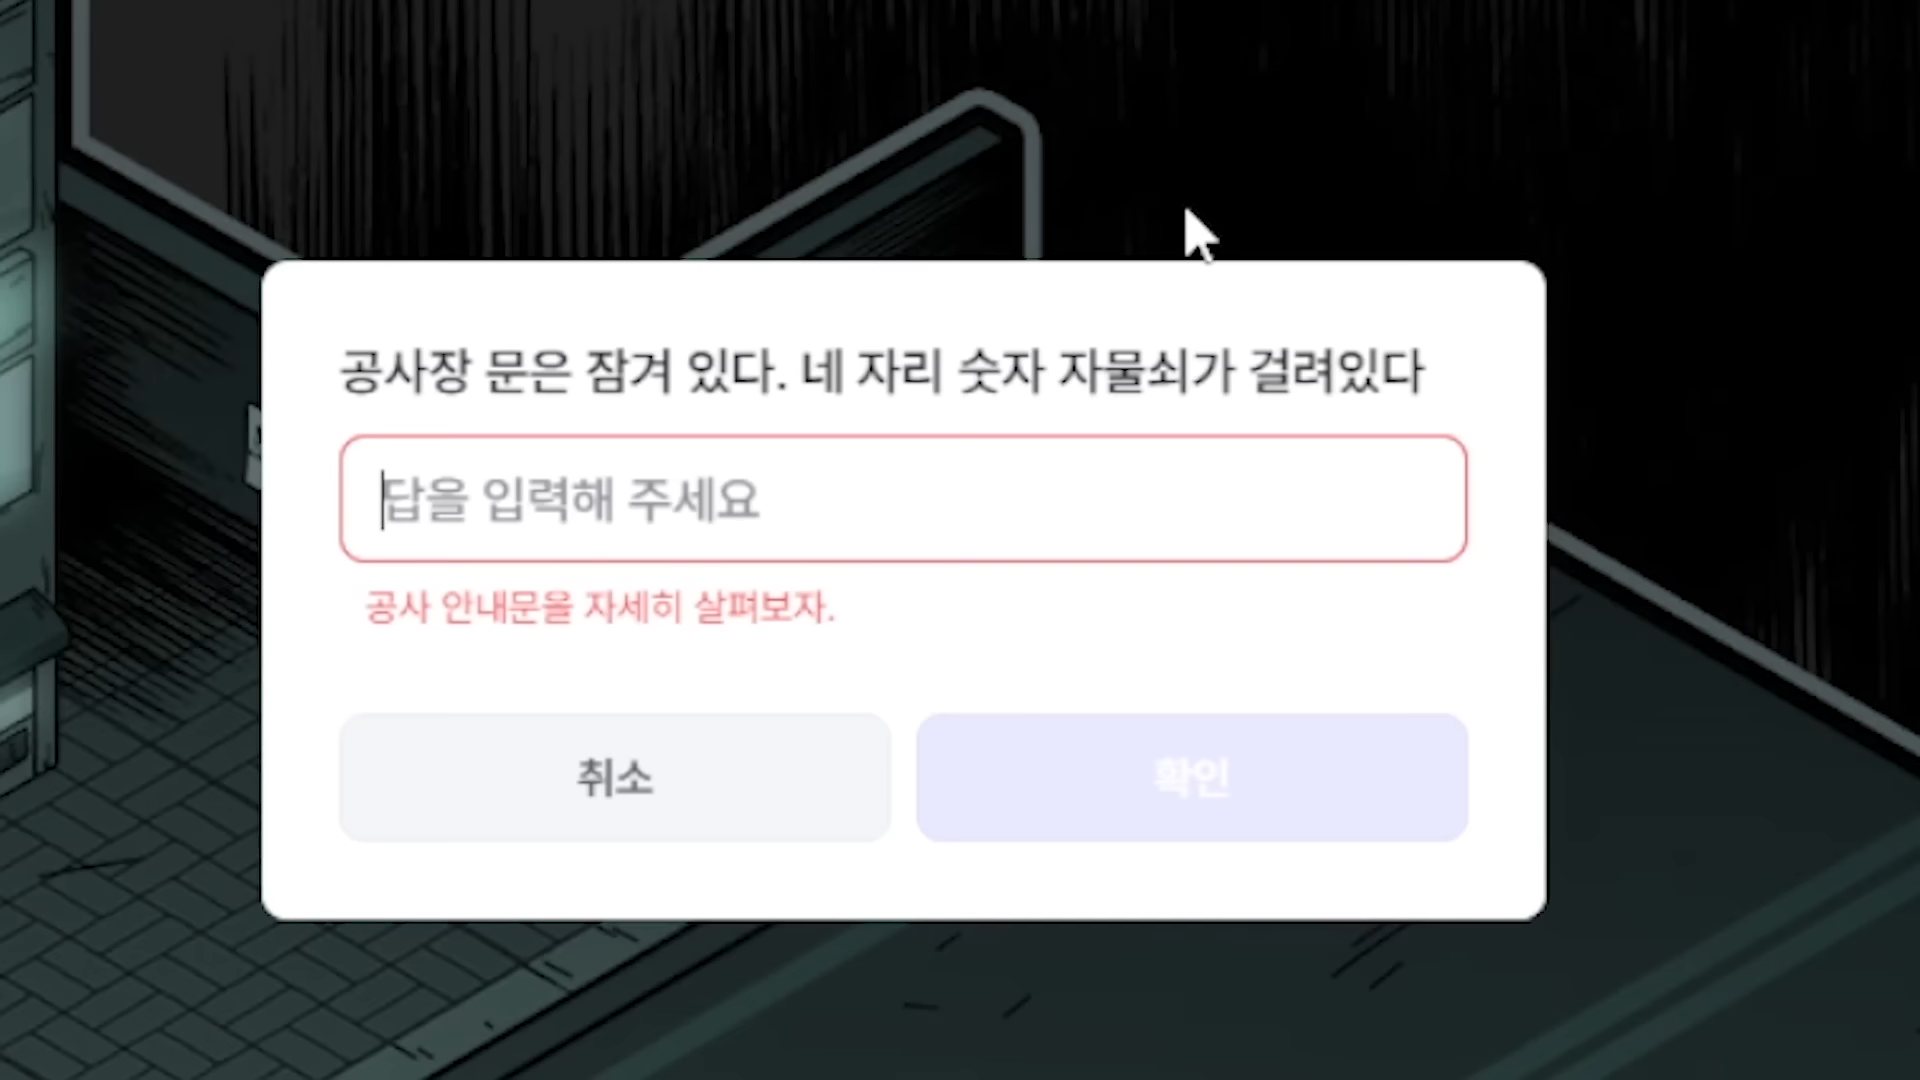 공사장 문은 잠겨 있다. 네 자리 숫자 자물쇠가 걸려있다
답을 입력해 주세요
공사 안내문을 자세히 살펴보자.
취소
확인